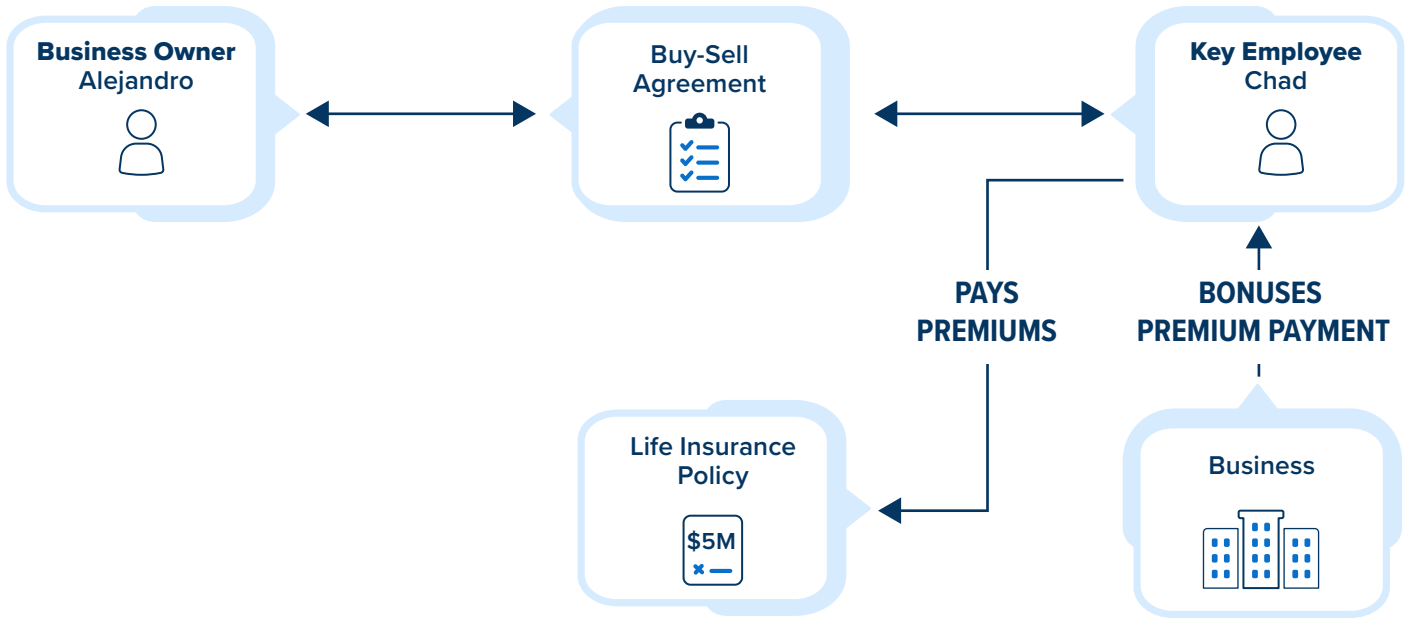 Business Owner
Alejandro
Buy-Sell
Agreement
Key Employee
Chad
PAYS
PREMIUMS
BONUSES
PREMIUM PAYMENT
Life Insurance
Policy
$5M
Business